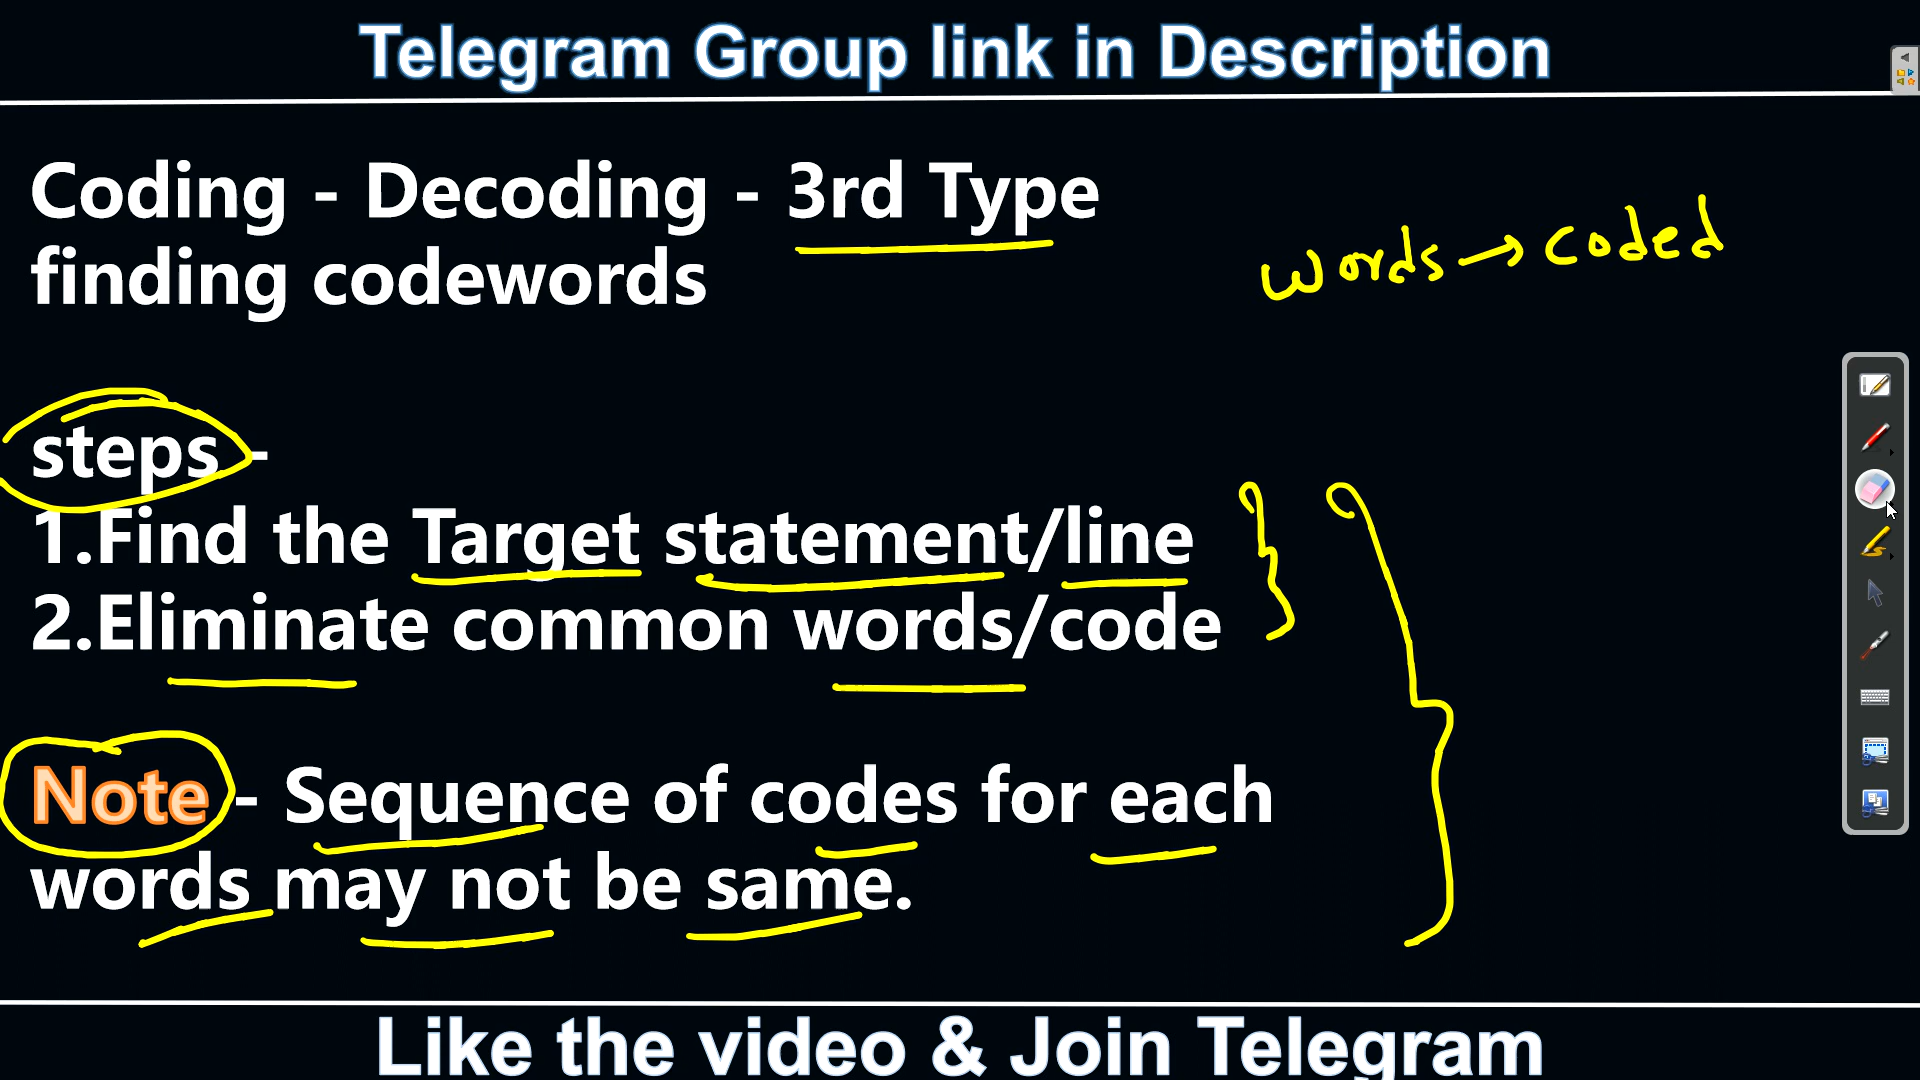 Telegram Group link in Description
Coding - Decoding - 3rd Type
finding codewords
words → coded
steps -
1.Find the Target statement/line
2.Eliminate common words/code
Note - Sequence of codes for each
words may not be same.
Like the video & Join Telegram